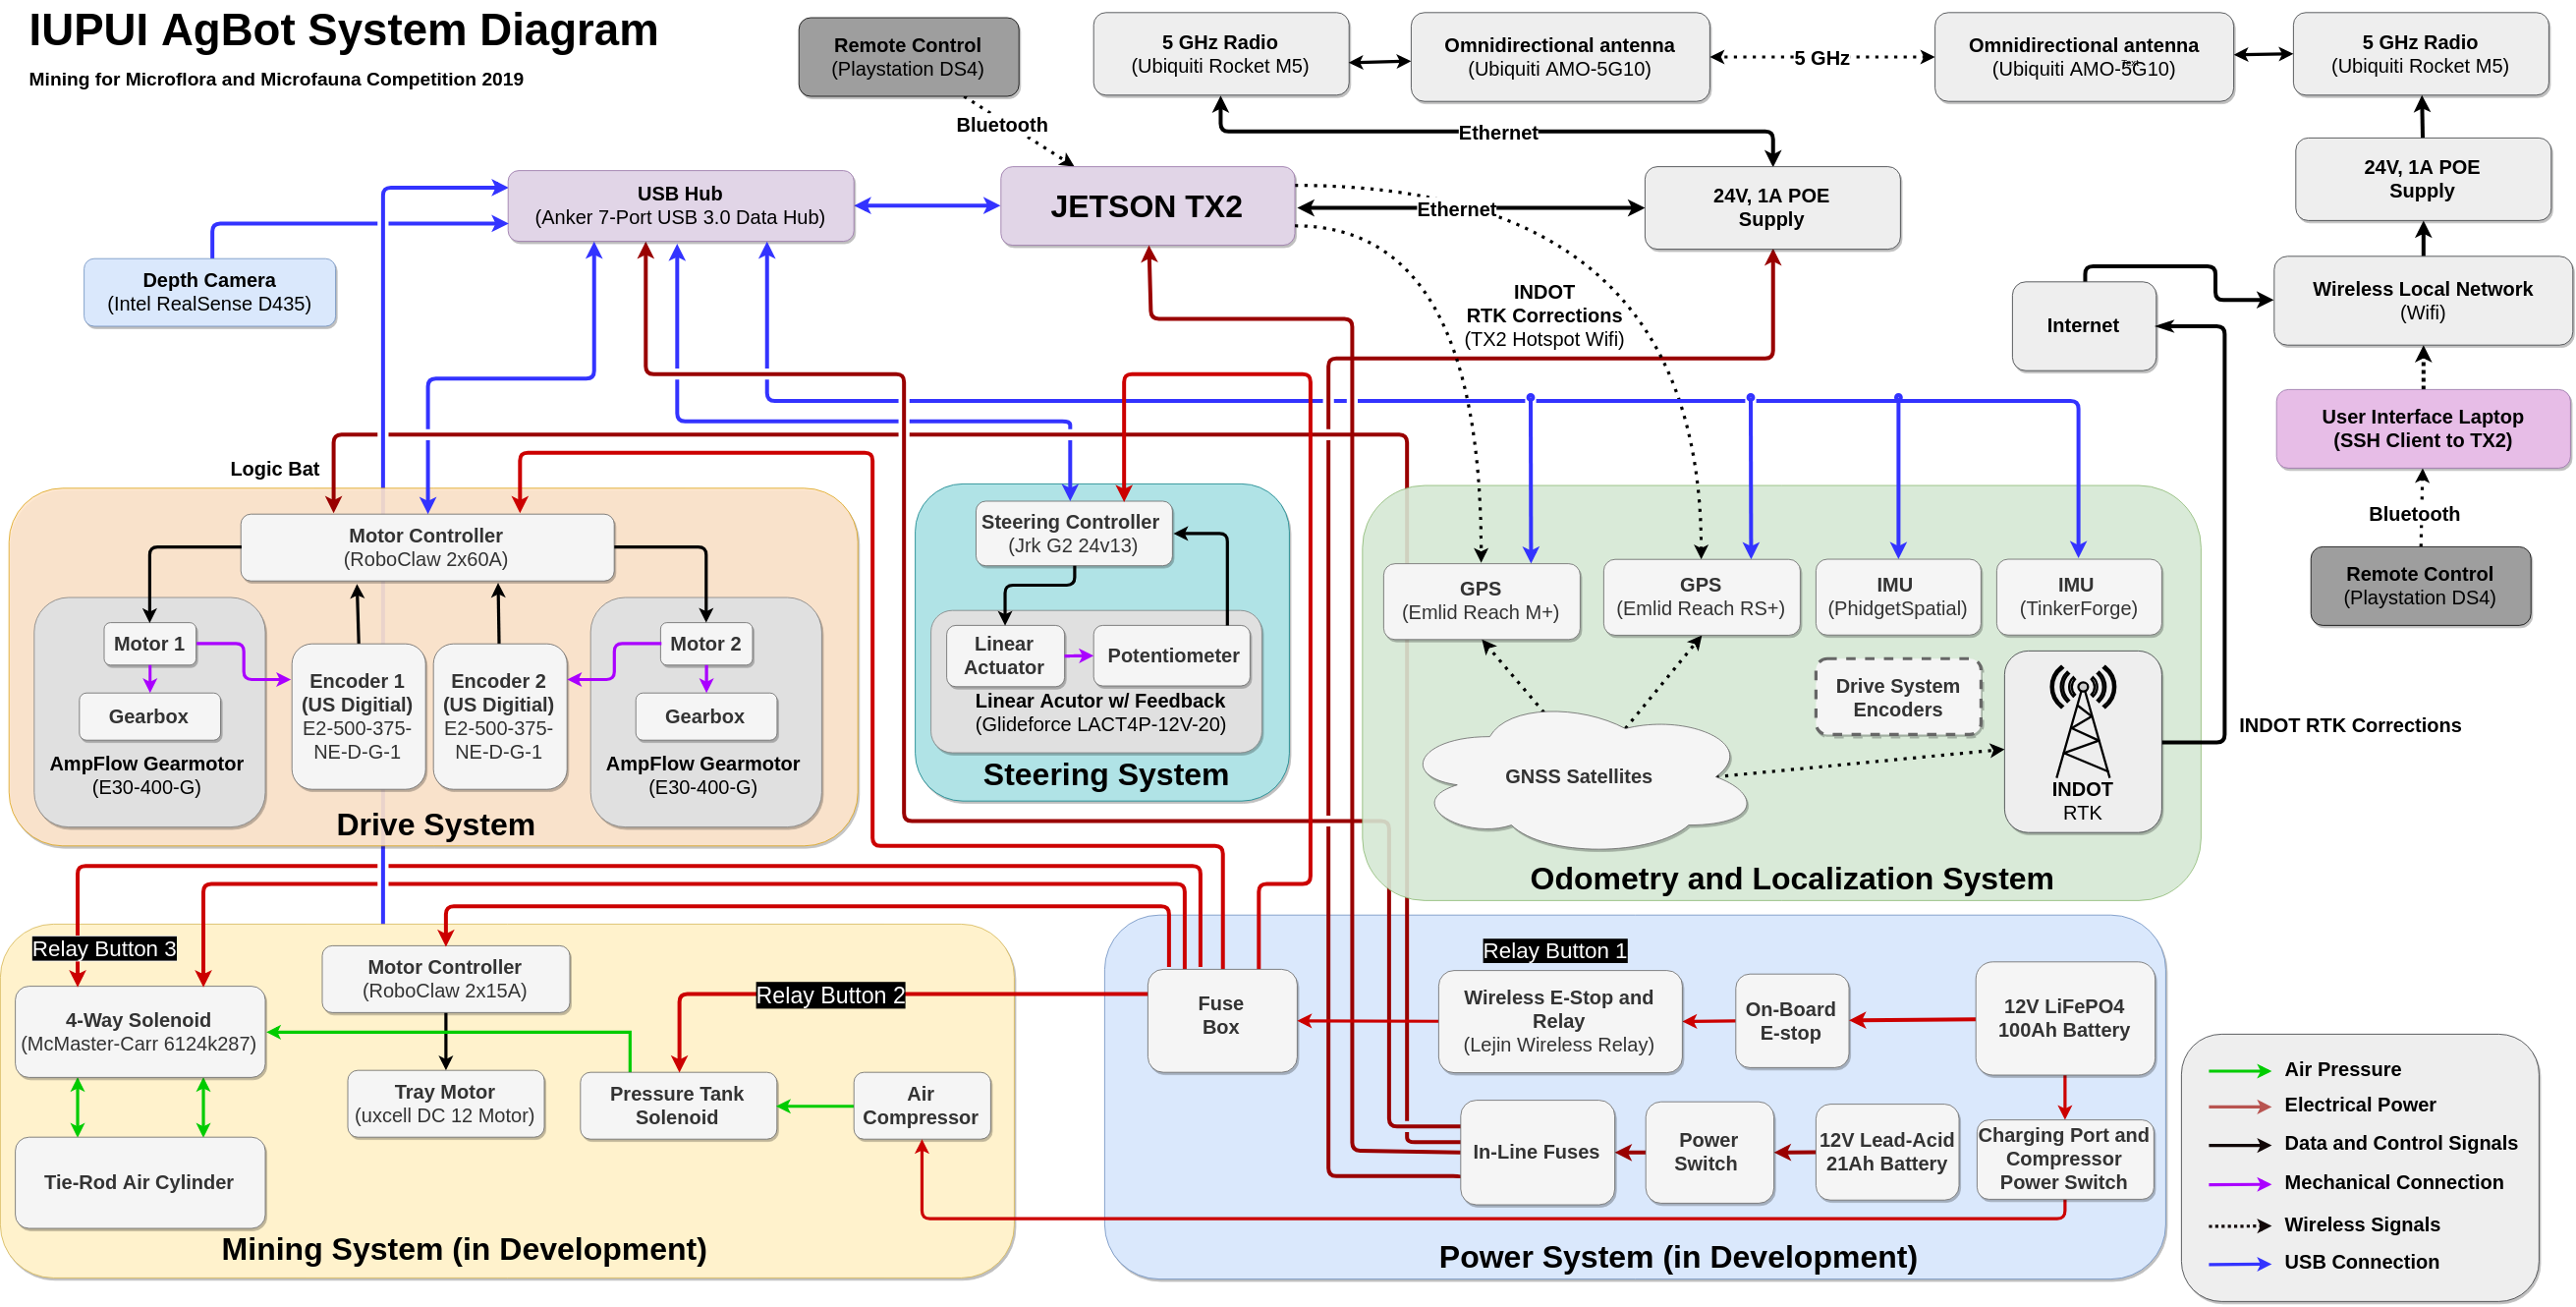 IUPUI AgBot System Diagram
Mining for Microflora and Microfauna Competition 2019
Remote Control
(Playstation DS4)
Bluetooth
5 GHz Radio
(Ubiquiti Rocket M5)
Omnidirectional antenna
(Ubiquiti AMO-5G10)
5 GHz
Omnidirectional antenna
(Ubiquiti AMO-5G10)
Text
5 GHz Radio
(Ubiquiti Rocket M5)
Ethernet
USB Hub
(Anker 7-Port USB 3.0 Data Hub)
JETSON TX2
Ethernet
24V, 1A POE
Supply
24V, 1A POE
Supply
Depth Camera
(Intel RealSense D435)
INDOT
RTK Corrections
(TX2 Hotspot Wifi)
Internet
Wireless Local Network
(Wifi)
User Interface Laptop
(SSH Client to TX2)
Bluetooth
Remote Control
(Playstation DS4)
Logic Bat
Motor Controller
(RoboClaw 2x60A)
Motor 1
Gearbox
AmpFlow Gearmotor
(E30-400-G)
Encoder 1
(US Digitial)
E2-500-375-
NE-D-G-1
Encoder 2
(US Digitial)
E2-500-375-
NE-D-G-1
Motor 2
Gearbox
AmpFlow Gearmotor
(E30-400-G)
Drive System
Steering Controller
(Jrk G2 24v13)
Linear
Actuator
Potentiometer
Linear Acutor w/ Feedback
(Glideforce LACT4P-12V-20)
Steering System
GPS
(Emlid Reach M+)
GPS
(Emlid Reach RS+)
IMU
(PhidgetSpatial)
IMU
(TinkerForge)
Drive System
Encoders
GNSS Satellites
INDOT
RTK
INDOT RTK Corrections
Odometry and Localization System
Relay Button 3
Motor Controller
(RoboClaw 2x15A)
4-Way Solenoid
(McMaster-Carr 6124k287)
Relay Button 2
Tray Motor
(uxcell DC 12 Motor)
Pressure Tank
Solenoid
Air
Compressor
Tie-Rod Air Cylinder
Mining System (in Development)
Relay Button 1
Fuse
Box
Wireless E-Stop and
Relay
(Lejin Wireless Relay)
On-Board
E-stop
12V LiFePO4
100Ah Battery
In-Line Fuses
Power
Switch
12V Lead-Acid
21Ah Battery
Charging Port and
Compressor
Power Switch
Power System (in Development)
Air Pressure
Electrical Power
Data and Control Signals
Mechanical Connection
Wireless Signals
USB Connection